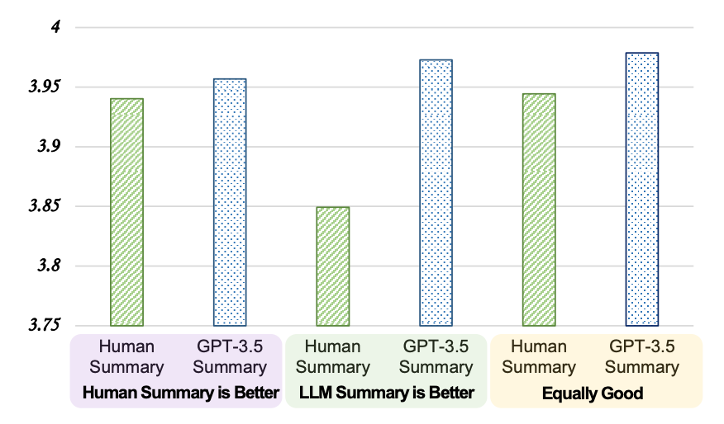 4
3.95
3.9
3.85
3.8
3.75
Human Summary
GPT-3.5 Summary
Human Summary
GPT-3.5 Summary
Human Summary
GPT-3.5 Summary
Human Summary is Better
LLM Summary is Better
Equally Good